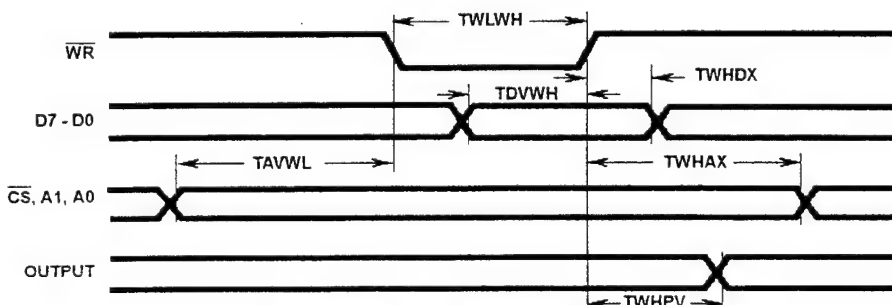 TWLWH
WR
TWHDX
TDVWH
D7 - D0
TAVWL
TWHAX
CS, A1, A0
OUTPUT
TWHPV